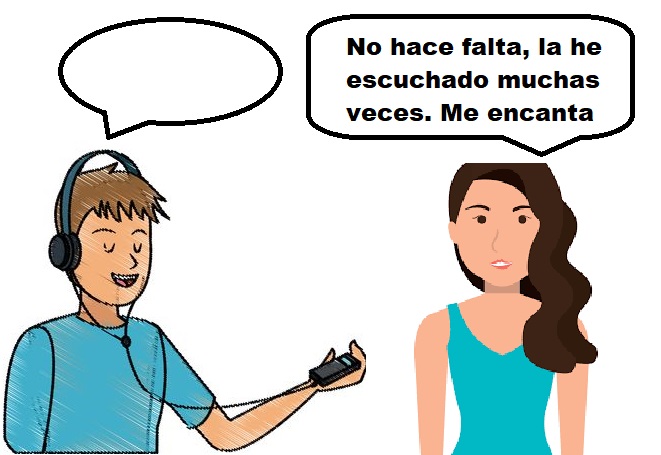 No hace falta, la he
escuchado muchas
veces. Me encanta